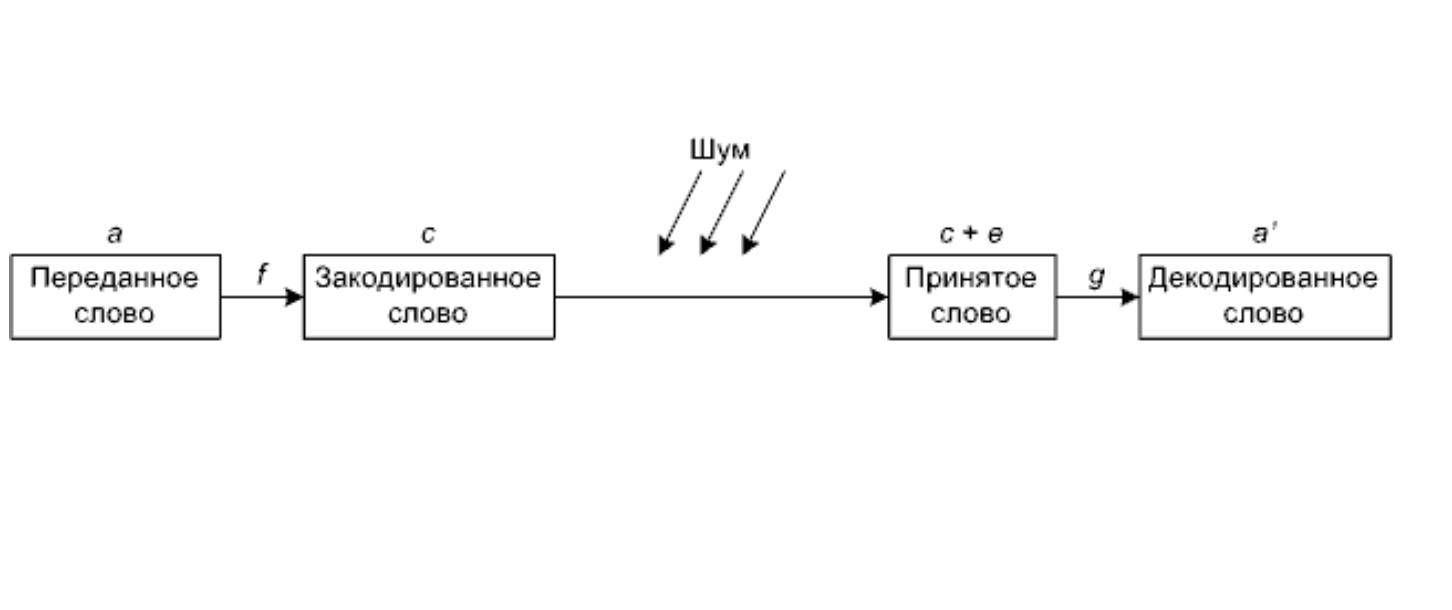 Шум
a
c
c + e
a'
Переданное
слово
f
Закодированное
слово
Принятое
слово
g
Декодированное
слово